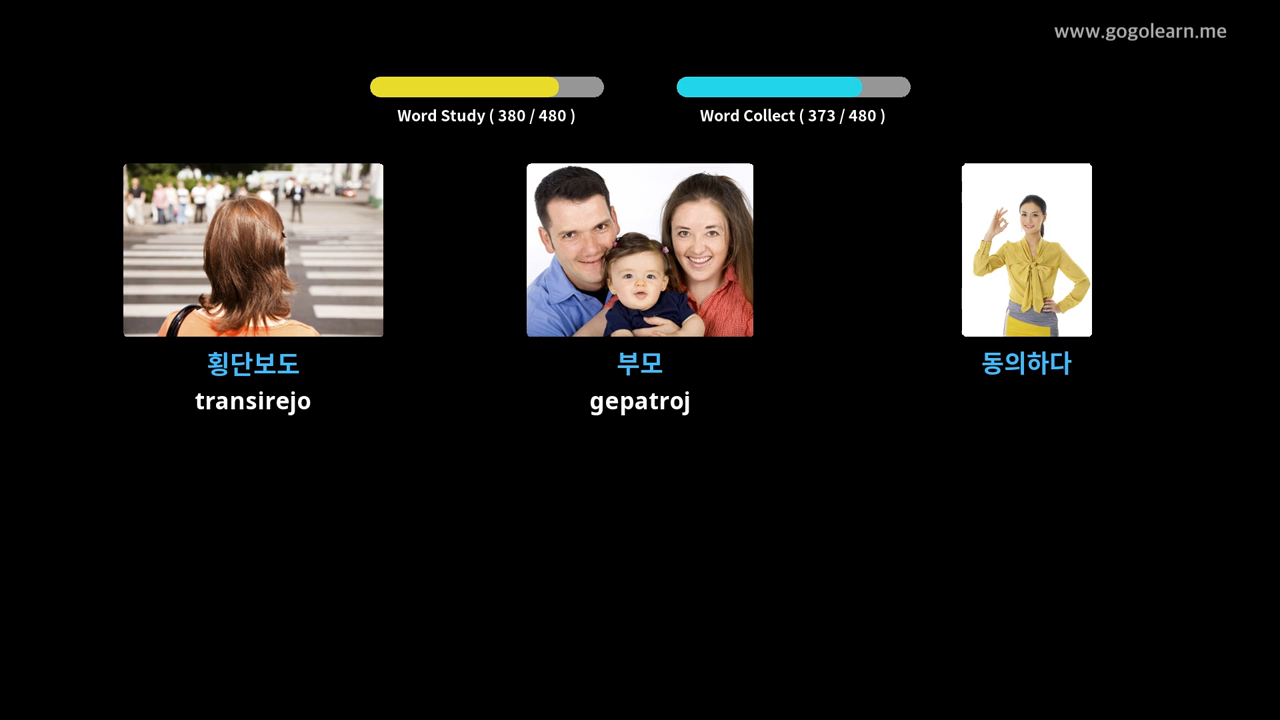 www.gogolearn.me
Word Study ( 380 / 480 )
Word Collect ( 373 / 480 )
횡단보도
transirejo
부모
gepatroj
동의하다